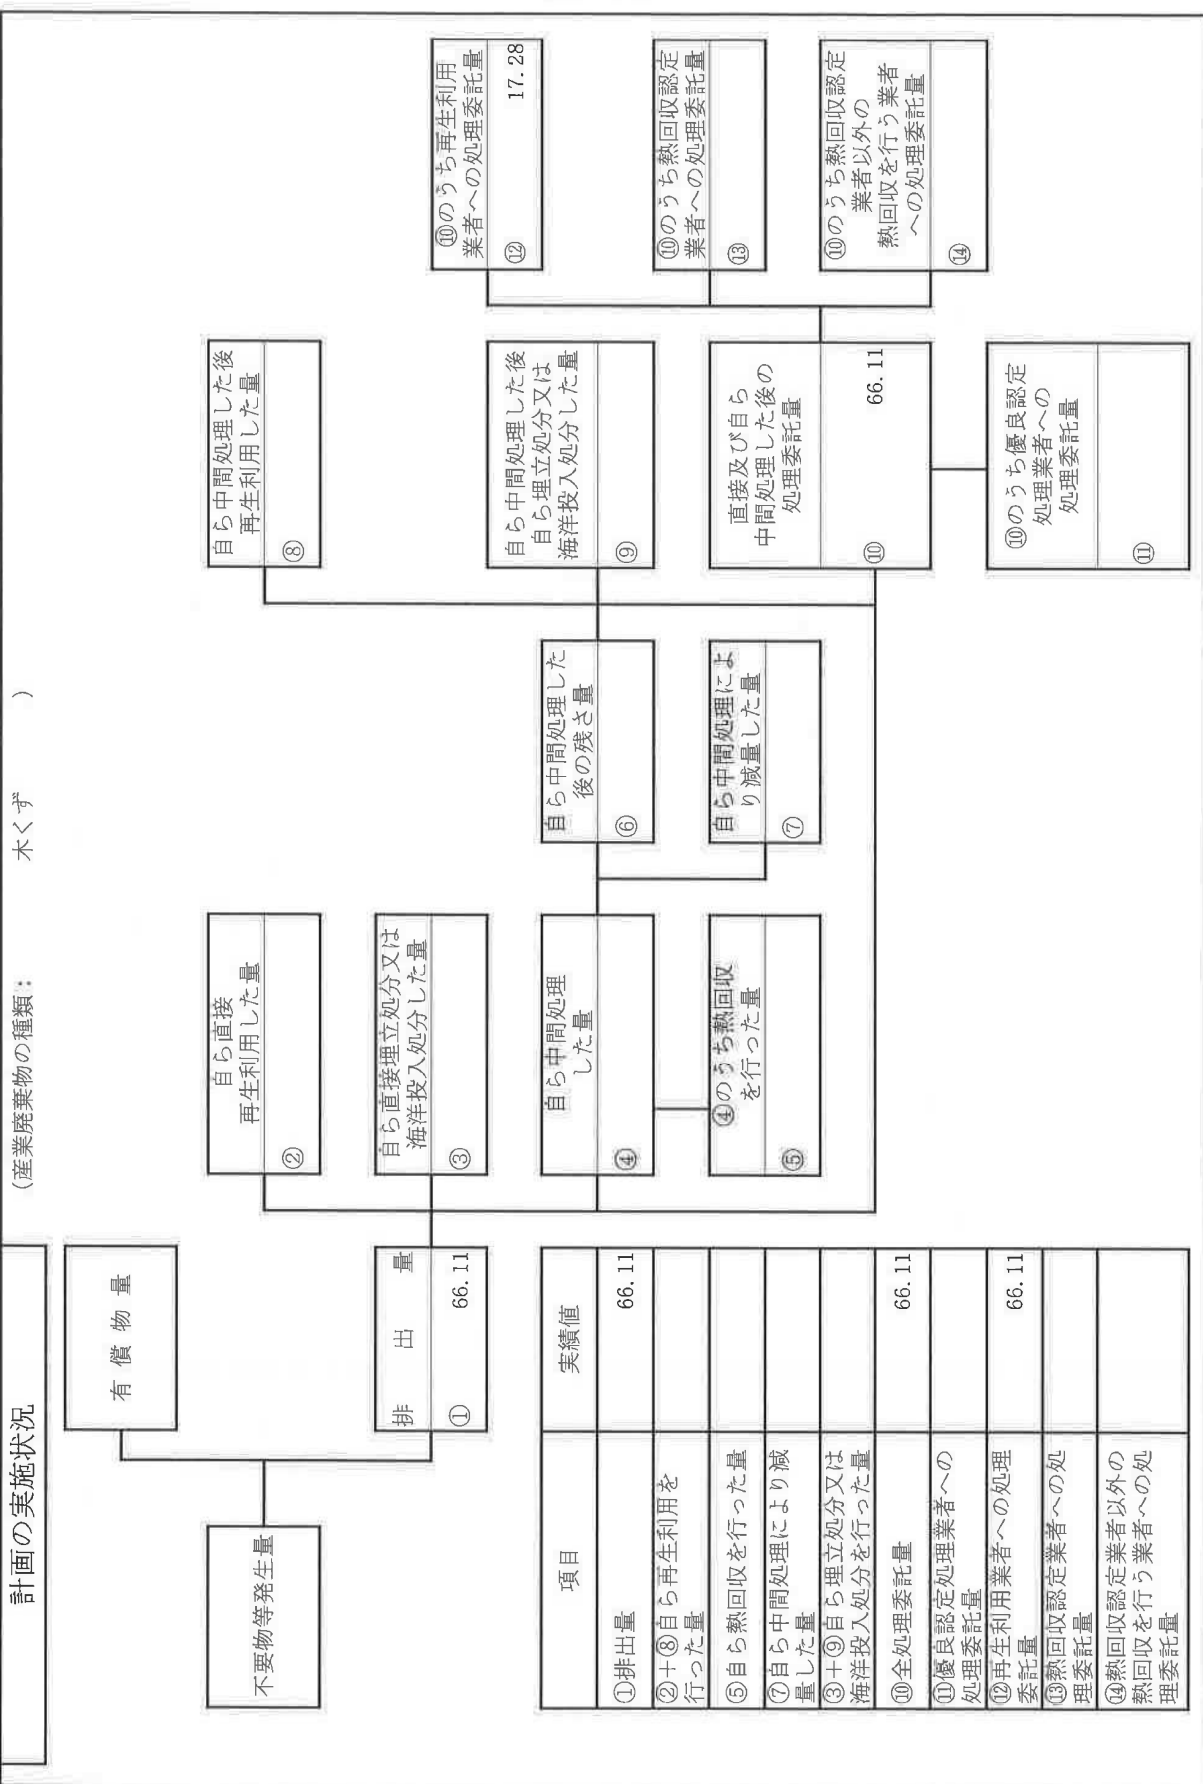 計画の実施状況
(産業廃棄物の種類： 木くず )
不要物等発生量
有 償 物 量
排 出 量
① 66.11
自ら直接
再生利用した量
②
自ら直接埋立処分又は
海洋投入処分した量
③
自ら中間処理
した量
④
④のうち熱回収
を行った量
⑤
自ら中間処理した
後の残さ量
⑥
自ら中間処理によ
り減量した量
⑦
自ら中間処理した後
再生利用した量
⑧
自ら中間処理した後
自ら埋立処分又は
海洋投入処分した量
⑨
直接及び自ら
中間処理した後の
処理委託量
⑩ 66.11
⑩のうち優良認定
処理業者への
処理委託量
⑪
⑩のうち再生利用
業者への処理委託量
⑫ 17.28
⑩のうち熱回収認定
業者への処理委託量
⑬
⑩のうち熱回収認定
業者以外の
熱回収を行う業者
への処理委託量
⑭
項目 実績値
①排出量 66.11
②＋⑧自ら再生利用を
行った量
⑤自ら熱回収を行った量
⑦自ら中間処理により減
量した量
③＋⑨自ら埋立処分又は
海洋投入処分を行った量
⑩全処理委託量 66.11
⑪優良認定処理業者への
処理委託量
⑫再生利用業者への処理
委託量 66.11
⑬熱回収認定業者への処
理委託量
⑭熱回収認定業者以外の
熱回収を行う業者への処
理委託量